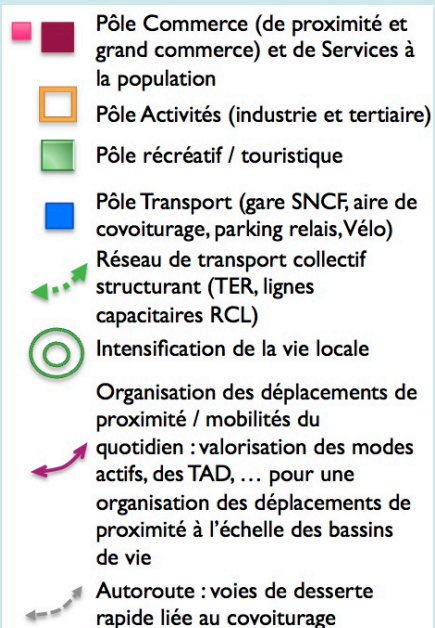 Pôle Commerce (de proximité et
grand commerce) et de Services à
la population
Pôle Activités (industrie et tertiaire)
Pôle récréatif / touristique
Pôle Transport (gare SNCF, aire de
covoiturage, parking relais, Vélo)
Réseau de transport collectif
structurant (TER, lignes
capacitaires RCL)
Intensification de la vie locale
Organisation des déplacements de
proximité / mobilités du
quotidien : valorisation des modes
actifs, des TAD, … pour une
organisation des déplacements de
proximité à l'échelle des bassins
de vie
Autoroute : voies de desserte
rapide liée au covoiturage